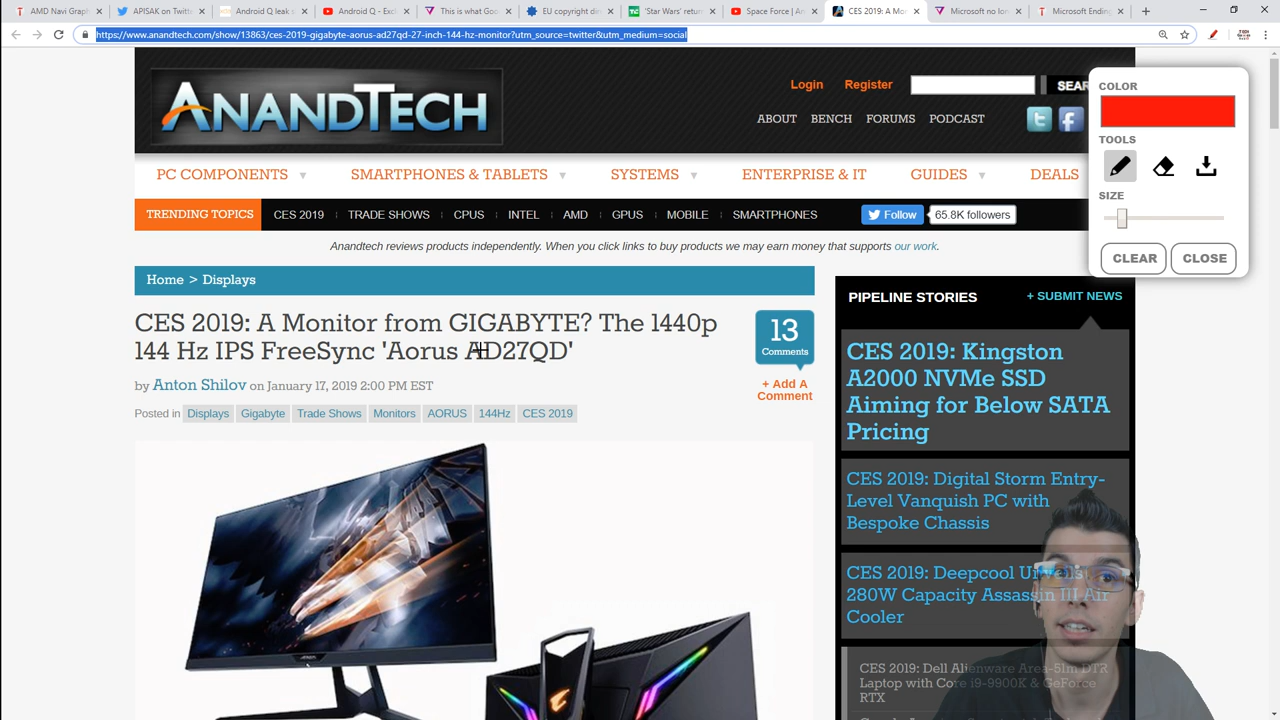 AMD Navi Graph
APISAK on Twitt
Android Q leak c
Android Q - Excl
This is what Goo
EU copyright dir
'Star Wars' retur
Space Force | An
CES 2019: A Mon
Microsoft no lon
Microsoft Ending
https://www.anandtech.com/show/13863/ces-2019-gigabyte-aorus-ad27qd-27-inch-144-hz-monitor?utm_source=twitter&utm_medium=social
ANANDTECH
Login Register SEAR
ABOUT BENCH FORUMS PODCAST
PC COMPONENTS SMARTPHONES & TABLETS SYSTEMS ENTERPRISE & IT GUIDES DEALS
TRENDING TOPICS CES 2019 TRADE SHOWS CPUS INTEL AMD GPUS MOBILE SMARTPHONES Follow 65.8K followers
Anandtech reviews products independently. When you click links to buy products we may earn money that supports our work.
Home > Displays
CES 2019: A Monitor from GIGABYTE? The 1440p
144 Hz IPS FreeSync 'Aorus AD27QD'
13
Comments
+ Add A
Comment
by Anton Shilov on January 17, 2019 2:00 PM EST
Posted in Displays Gigabyte Trade Shows Monitors AORUS 144Hz CES 2019
PIPELINE STORIES + SUBMIT NEWS
CES 2019: Kingston
A2000 NVMe SSD
Aiming for Below SATA
Pricing
CES 2019: Digital Storm Entry-
Level Vanquish PC with
Bespoke Chassis
CES 2019: Deepcool Unveils
280W Capacity Assassin III Air
Cooler
CES 2019: Dell Alienware Area-51m DTR
Laptop with Core i9-9900K & GeForce
RTX
COLOR
TOOLS
SIZE
CLEAR CLOSE